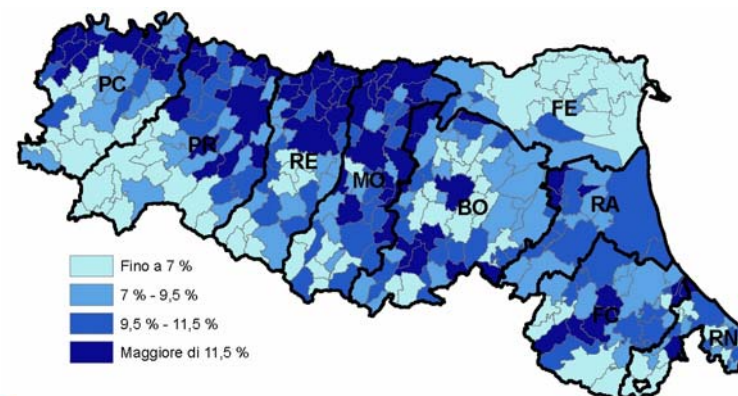 PC
FE
PR
RE
MO
BO
RA
FC
RN
Fino a 7 %
7 % - 9,5 %
9,5 % - 11,5 %
Maggiore di 11,5 %